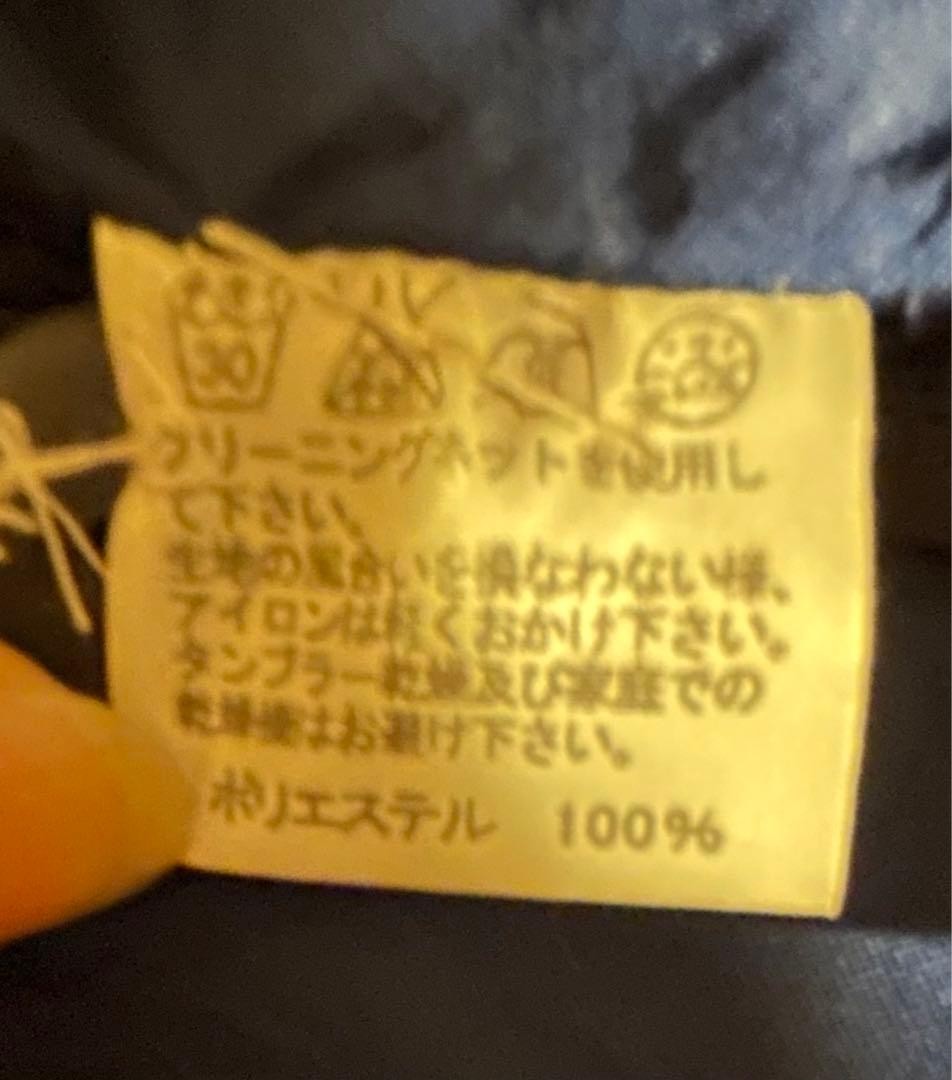 30
クリーニングネットを使用し
て下さい。
生地の風合いを損なわない様、
アイロンは軽くおかけ下さい。
タンブラー乾燥及び家庭での
乾燥機はお避け下さい。
ポリエステル 100%